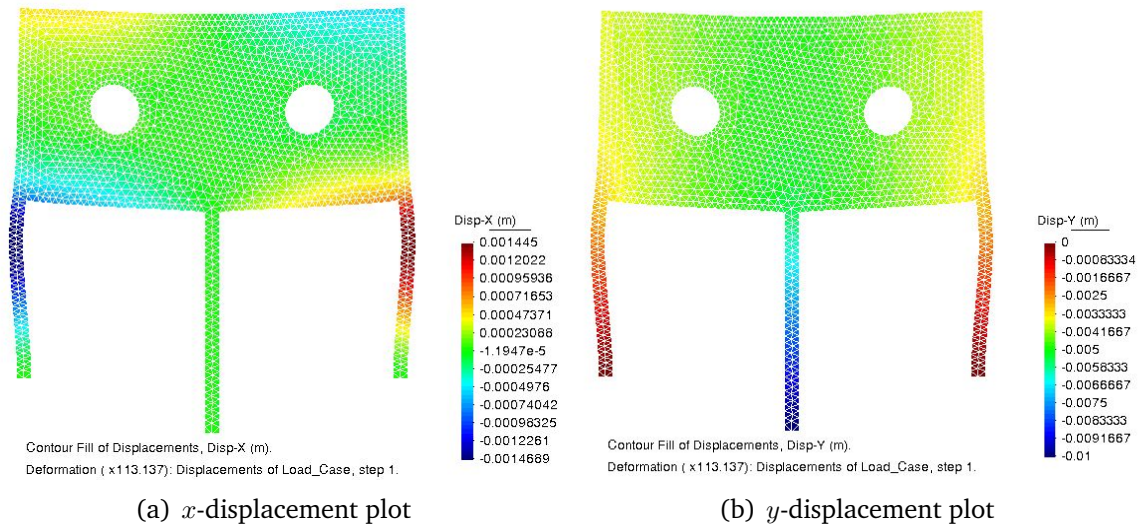 Disp-X (m)
0.001445
0.0012022
0.00095936
0.00071653
0.00047371
0.00023088
-1.1947e-5
-0.00025477
-0.0004976
-0.00074042
-0.00098325
-0.0012261
-0.0014669
Contour Fill of Displacements, Disp-X (m).
Deformation ( x113.137): Displacements of Load_Case, step 1.
(a) x-displacement plot
Disp-Y (m)
0
-0.00083334
-0.0016667
-0.0025
-0.0033333
-0.0041667
-0.005
-0.0058333
-0.0066667
-0.0075
-0.0083333
-0.0091667
-0.01
Contour Fill of Displacements, Disp-Y (m).
Deformation ( x113.137): Displacements of Load_Case, step 1.
(b) y-displacement plot